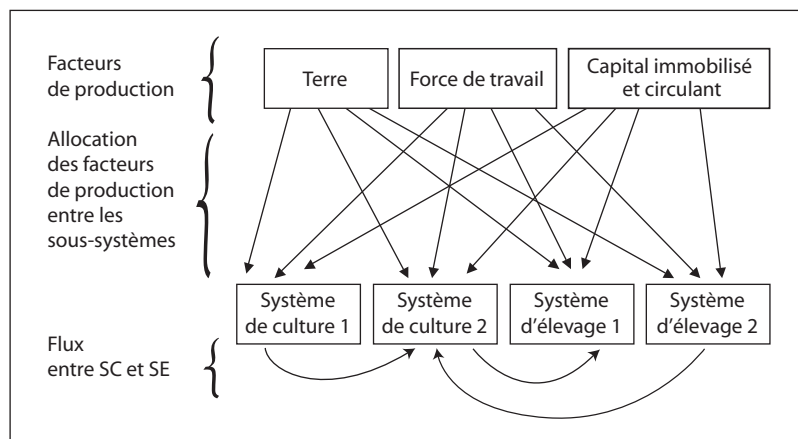 Facteurs
de production
Terre
Force de travail
Capital immobilisé
et circulant
Allocation
des facteurs
de production
entre les
sous-systèmes
Système
de culture 1
Système
de culture 2
Système
d'élevage 1
Système
d'élevage 2
Flux
entre SC et SE